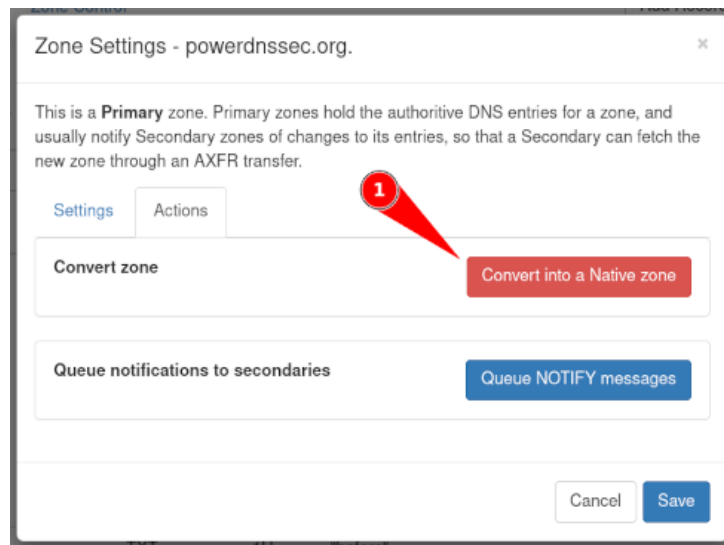 Zone Control
Zone Settings - powerdnssec.org.
×
This is a Primary zone. Primary zones hold the authoritive DNS entries for a zone, and
usually notify Secondary zones of changes to its entries, so that a Secondary can fetch the
new zone through an AXFR transfer.
1
Settings Actions
Convert zone Convert into a Native zone
Queue notifications to secondaries Queue NOTIFY messages
Cancel Save